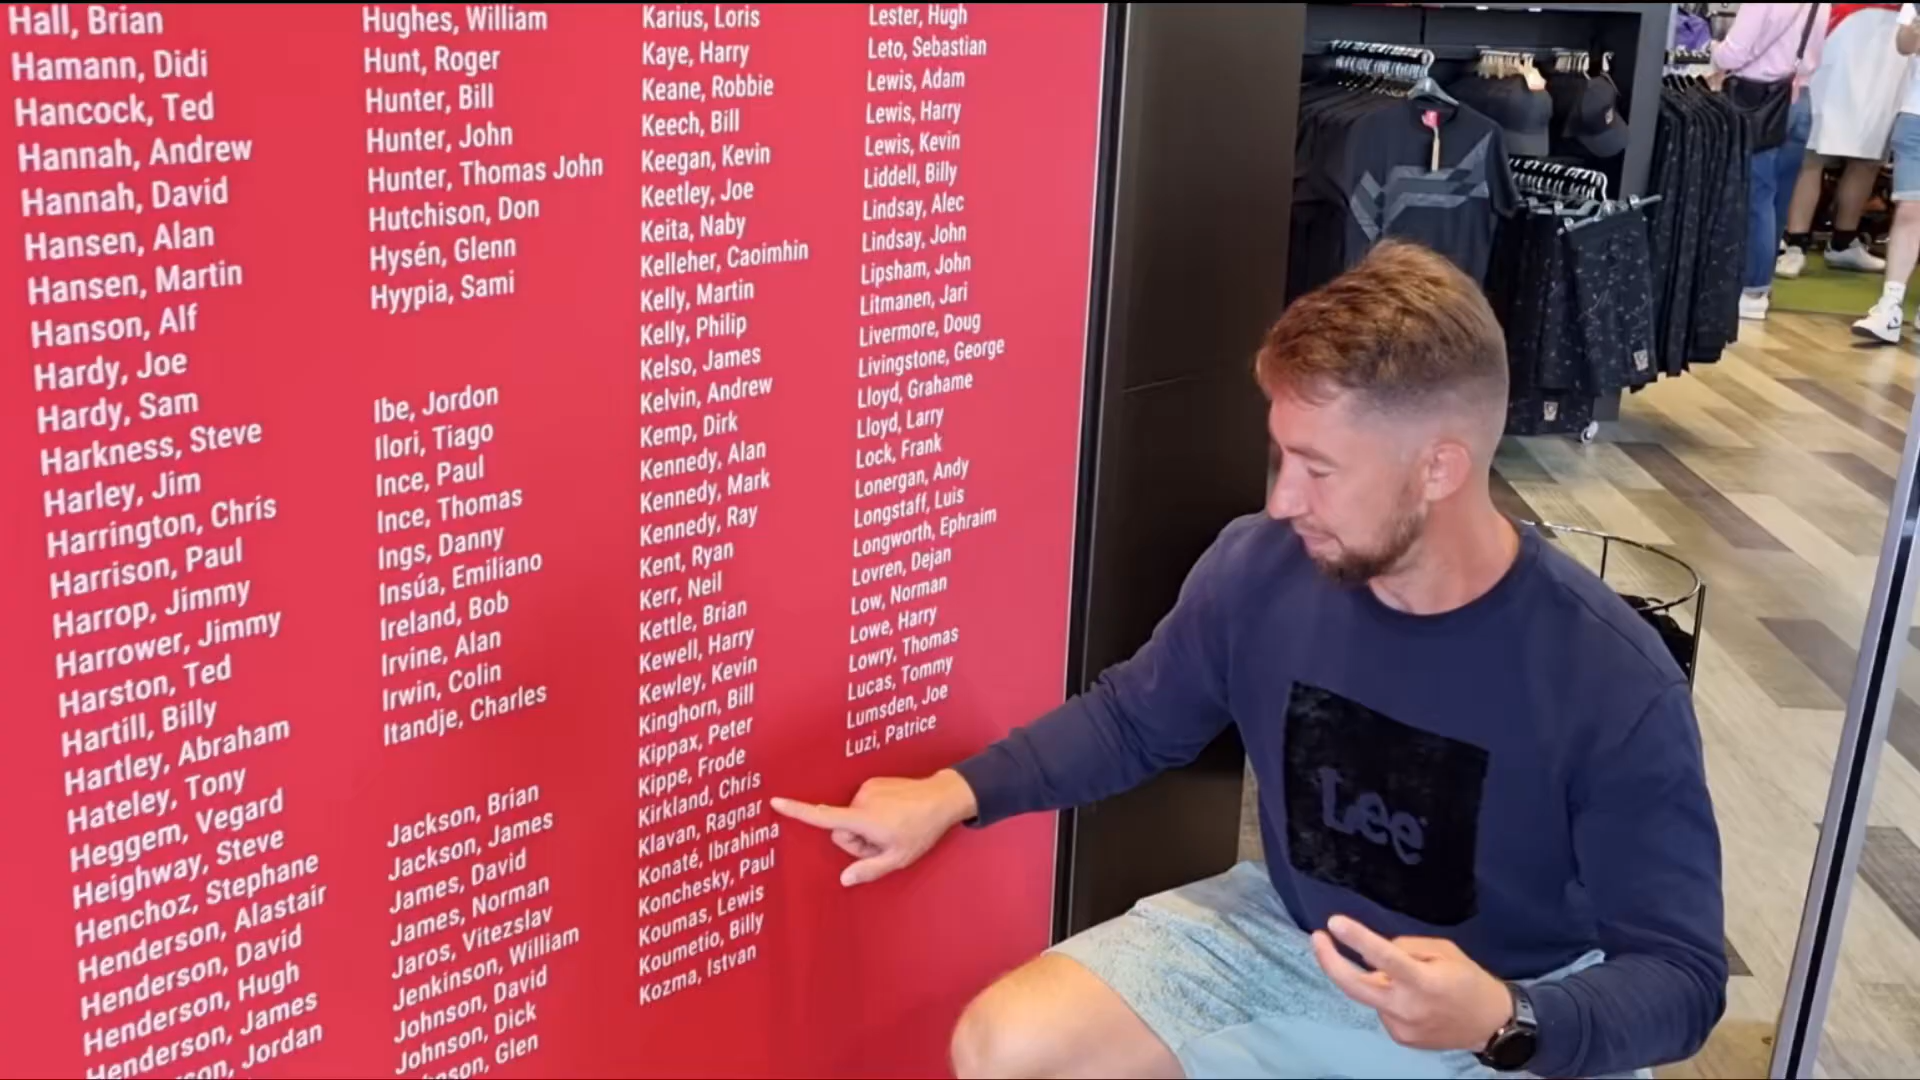 Hall, Brian
Hamann, Didi
Hancock, Ted
Hannah, Andrew
Hannah, David
Hansen, Alan
Hansen, Martin
Hanson, Alf
Hardy, Joe
Hardy, Sam
Harkness, Steve
Harley, Jim
Harrington, Chris
Harrison, Paul
Harrop, Jimmy
Harrower, Jimmy
Harston, Ted
Hartill, Billy
Hartley, Abraham
Hateley, Tony
Heggem, Vegard
Heighway, Steve
Henchoz, Stephane
Henderson, Alastair
Henderson, David
Henderson, Hugh
Henderson, James
son, Jordan
Hughes, William
Hunt, Roger
Hunter, Bill
Hunter, John
Hunter, Thomas John
Hutchison, Don
Hysén, Glenn
Hyypia, Sami
Ibe, Jordon
Ilori, Tiago
Ince, Paul
Ince, Thomas
Ings, Danny
Insúa, Emiliano
Ireland, Bob
Irvine, Alan
Irwin, Colin
Itandje, Charles
Jackson, Brian
Jackson, James
James, David
James, Norman
Jaros, Vitezslav
Jenkinson, William
Johnson, David
Johnson, Dick
son, Glen
Karius, Loris
Kaye, Harry
Keane, Robbie
Keech, Bill
Keegan, Kevin
Keetley, Joe
Keita, Naby
Kelleher, Caoimhin
Kelly, Martin
Kelly, Philip
Kelso, James
Kelvin, Andrew
Kemp, Dirk
Kennedy, Alan
Kennedy, Mark
Kennedy, Ray
Kent, Ryan
Kerr, Neil
Kettle, Brian
Kewell, Harry
Kewley, Kevin
Kinghorn, Bill
Kippax, Peter
Kippe, Frode
Kirkland, Chris
Klavan, Ragnar
Konaté, Ibrahima
Konchesky, Paul
Koumas, Lewis
Koumetio, Billy
Kozma, Istvan
Lester, Hugh
Leto, Sebastian
Lewis, Adam
Lewis, Harry
Lewis, Kevin
Liddell, Billy
Lindsay, Alec
Lindsay, John
Lipsham, John
Litmanen, Jari
Livermore, Doug
Livingstone, George
Lloyd, Grahame
Lloyd, Larry
Lock, Frank
Lonergan, Andy
Longstaff, Luis
Longworth, Ephraim
Lovren, Dejan
Low, Norman
Lowe, Harry
Lowry, Thomas
Lucas, Tommy
Lumsden, Joe
Luzi, Patrice
Lee